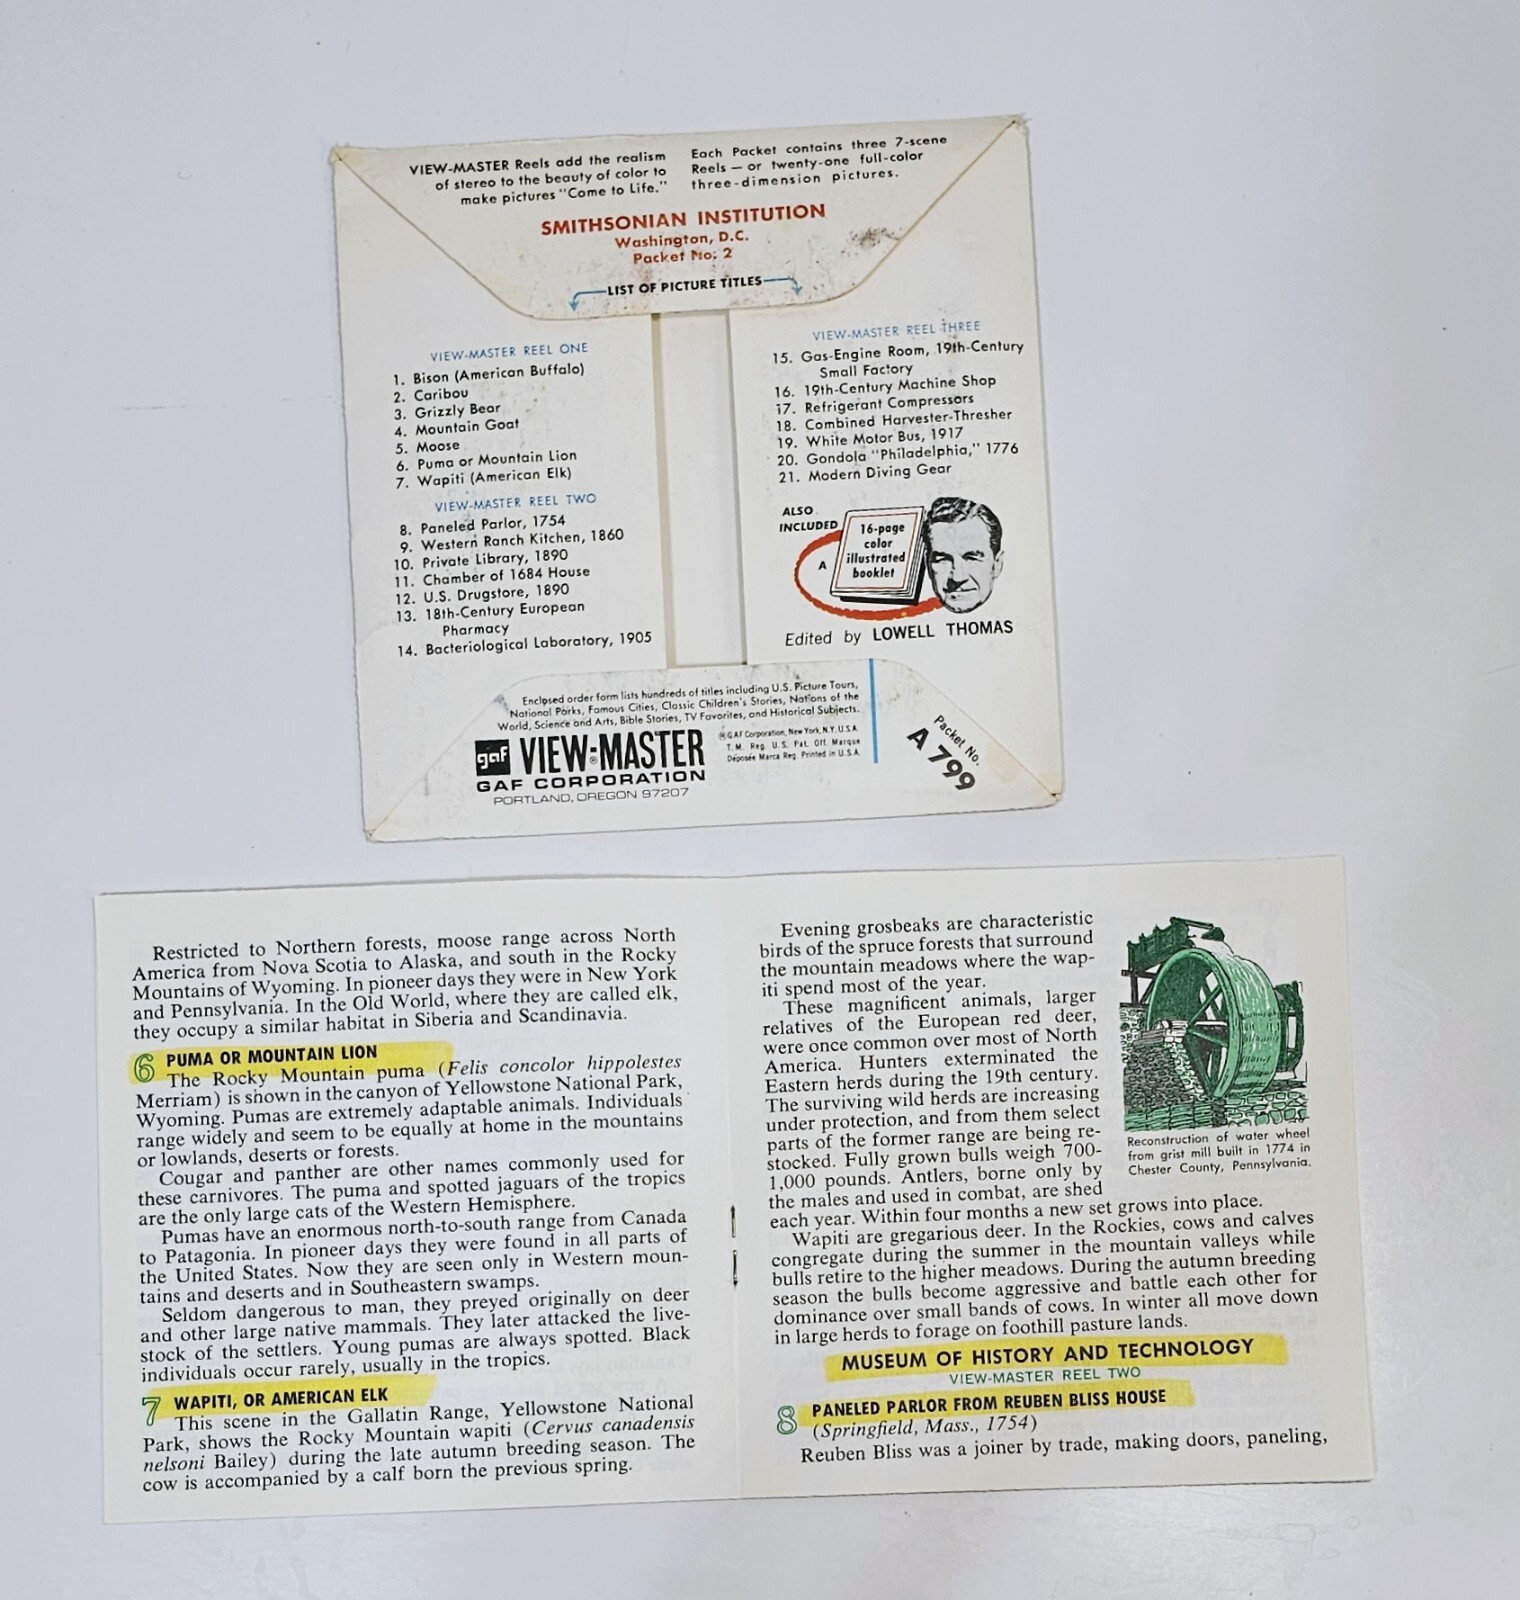 VIEW-MASTER Reels add the realism
of stereo to the beauty of color to
make pictures "Come to Life."
Each Packet contains three 7-scene
Reels — or twenty-one full-color
three-dimension pictures.
SMITHSONIAN INSTITUTION
Washington, D.C.
Packet No. 2
LIST OF PICTURE TITLES
VIEW-MASTER REEL ONE
1. Bison (American Buffalo)
2. Caribou
3. Grizzly Bear
4. Mountain Goat
5. Moose
6. Puma or Mountain Lion
7. Wapiti (American Elk)
VIEW-MASTER REEL TWO
8. Paneled Parlor, 1754
9. Western Ranch Kitchen, 1860
10. Private Library, 1890
11. Chamber of 1684 House
12. U.S. Drugstore, 1890
13. 18th-Century European
Pharmacy
14. Bacteriological Laboratory, 1905
VIEW-MASTER REEL THREE
15. Gas-Engine Room, 19th-Century
Small Factory
16. 19th-Century Machine Shop
17. Refrigerant Compressors
18. Combined Harvester-Thresher
19. White Motor Bus, 1917
20. Gondola "Philadelphia," 1776
21. Modern Diving Gear
ALSO
INCLUDED
A
16-page
color
illustrated
booklet
Edited by LOWELL THOMAS
Enclosed order form lists hundreds of titles including U.S. Picture Tours,
National Parks, Famous Cities, Classic Children's Stories, Nations of the
World, Science and Arts, Bible Stories, TV Favorites, and Historical Subjects.
gaf VIEW-MASTER®
GAF CORPORATION
PORTLAND, OREGON 97207
® GAF Corporation, New York, N.Y. U.S.A.
T. M. Reg. U. S. Pat. Off. Marque
Déposée Marca Reg. Printed in U.S.A.
Packet No.
A 799
Restricted to Northern forests, moose range across North
America from Nova Scotia to Alaska, and south in the Rocky
Mountains of Wyoming. In pioneer days they were in New York
and Pennsylvania. In the Old World, where they are called elk,
they occupy a similar habitat in Siberia and Scandinavia.
6 PUMA OR MOUNTAIN LION
The Rocky Mountain puma (Felis concolor hippolestes
Merriam) is shown in the canyon of Yellowstone National Park,
Wyoming. Pumas are extremely adaptable animals. Individuals
range widely and seem to be equally at home in the mountains
or lowlands, deserts or forests.
Cougar and panther are other names commonly used for
these carnivores. The puma and spotted jaguars of the tropics
are the only large cats of the Western Hemisphere.
Pumas have an enormous north-to-south range from Canada
to Patagonia. In pioneer days they were found in all parts of
the United States. Now they are seen only in Western moun-
tains and deserts and in Southeastern swamps.
Seldom dangerous to man, they preyed originally on deer
and other large native mammals. They later attacked the live-
stock of the settlers. Young pumas are always spotted. Black
individuals occur rarely, usually in the tropics.
7 WAPITI, OR AMERICAN ELK
This scene in the Gallatin Range, Yellowstone National
Park, shows the Rocky Mountain wapiti (Cervus canadensis
nelsoni Bailey) during the late autumn breeding season. The
cow is accompanied by a calf born the previous spring.
Evening grosbeaks are characteristic
birds of the spruce forests that surround
the mountain meadows where the wap-
iti spend most of the year.
These magnificent animals, larger
relatives of the European red deer,
were once common over most of North
America. Hunters exterminated the
Eastern herds during the 19th century.
The surviving wild herds are increasing
under protection, and from them select
parts of the former range are being re-
stocked. Fully grown bulls weigh 700-
1,000 pounds. Antlers, borne only by
the males and used in combat, are shed
each year. Within four months a new set grows into place.
Wapiti are gregarious deer. In the Rockies, cows and calves
congregate during the summer in the mountain valleys while
bulls retire to the higher meadows. During the autumn breeding
season the bulls become aggressive and battle each other for
dominance over small bands of cows. In winter all move down
in large herds to forage on foothill pasture lands.
Reconstruction of water wheel
from grist mill built in 1774 in
Chester County, Pennsylvania.
MUSEUM OF HISTORY AND TECHNOLOGY
VIEW-MASTER REEL TWO
8 PANELED PARLOR FROM REUBEN BLISS HOUSE
(Springfield, Mass., 1754)
Reuben Bliss was a joiner by trade, making doors, paneling,